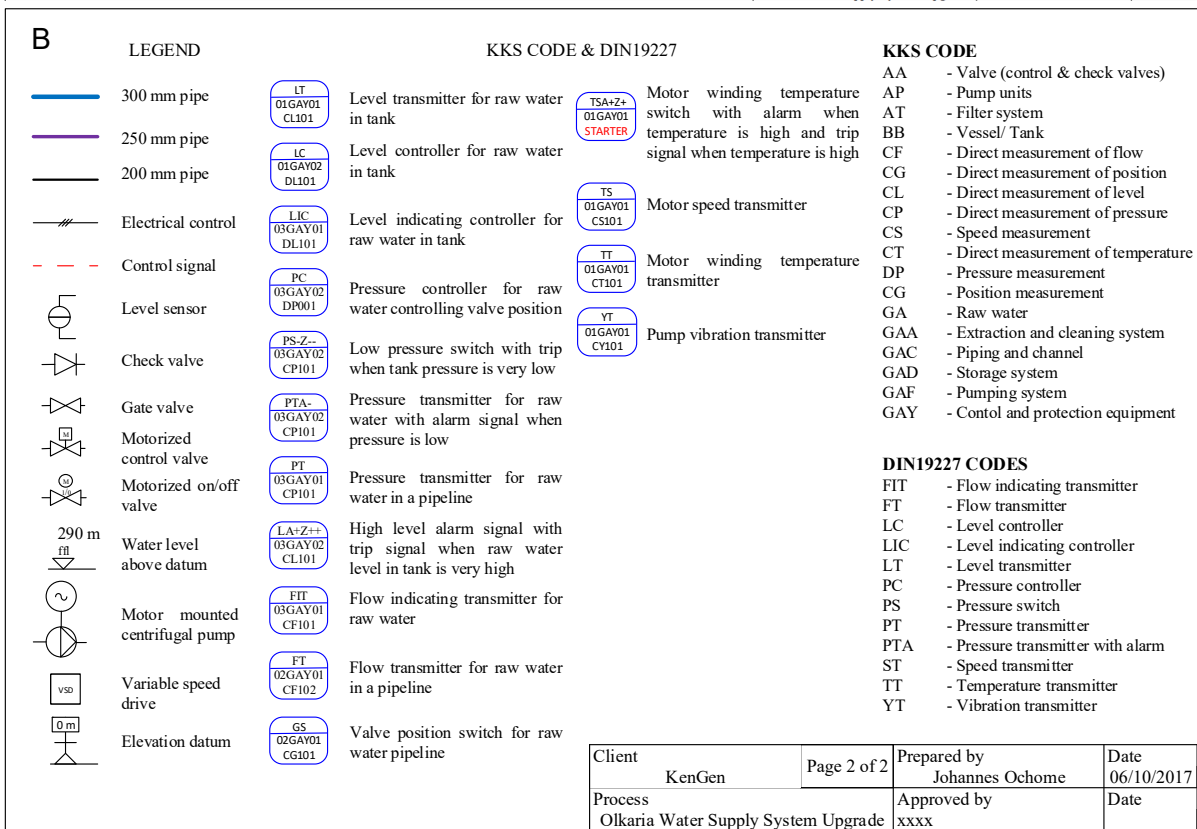 B
LEGEND
300 mm pipe
250 mm pipe
200 mm pipe
Electrical control
Control signal
Level sensor
Check valve
Gate valve
M
Motorized
control valve
M
1/0
Motorized on/off
valve
290 m
ffl
Water level
above datum
Motor mounted
centrifugal pump
VSD
Variable speed
drive
0 m
Elevation datum
KKS CODE & DIN19227
LT
01GAY01
CL101
Level transmitter for raw water
in tank
LC
01GAY02
DL101
Level controller for raw water
in tank
LIC
03GAY01
DL101
Level indicating controller for
raw water in tank
PC
03GAY02
DP001
Pressure controller for raw
water controlling valve position
PS-Z--
03GAY02
CP101
Low pressure switch with trip
when tank pressure is very low
PTA-
03GAY02
CP101
Pressure transmitter for raw
water with alarm signal when
pressure is low
PT
03GAY01
CP101
Pressure transmitter for raw
water in a pipeline
LA+Z++
03GAY02
CL101
High level alarm signal with
trip signal when raw water
level in tank is very high
FIT
03GAY01
CF101
Flow indicating transmitter for
raw water
FT
02GAY01
CF102
Flow transmitter for raw water
in a pipeline
GS
02GAY01
CG101
Valve position switch for raw
water pipeline
TSA+Z+
01GAY01
STARTER
Motor winding temperature
switch with alarm when
temperature is high and trip
signal when temperature is high
TS
01GAY01
CS101
Motor speed transmitter
TT
01GAY01
CT101
Motor winding temperature
transmitter
YT
01GAY01
CY101
Pump vibration transmitter
KKS CODE
AA - Valve (control & check valves)
AP - Pump units
AT - Filter system
BB - Vessel/ Tank
CF - Direct measurement of flow
CG - Direct measurement of position
CL - Direct measurement of level
CP - Direct measurement of pressure
CS - Speed measurement
CT - Direct measurement of temperature
DP - Pressure measurement
CG - Position measurement
GA - Raw water
GAA - Extraction and cleaning system
GAC - Piping and channel
GAD - Storage system
GAF - Pumping system
GAY - Contol and protection equipment
DIN19227 CODES
FIT - Flow indicating transmitter
FT - Flow transmitter
LC - Level controller
LIC - Level indicating controller
LT - Level transmitter
PC - Pressure controller
PS - Pressure switch
PT - Pressure transmitter
PTA - Pressure transmitter with alarm
ST - Speed transmitter
TT - Temperature transmitter
YT - Vibration transmitter
Client
KenGen
Page 2 of 2
Prepared by
Johannes Ochome
Date
06/10/2017
Process
Olkaria Water Supply System Upgrade
Approved by
xxxx
Date